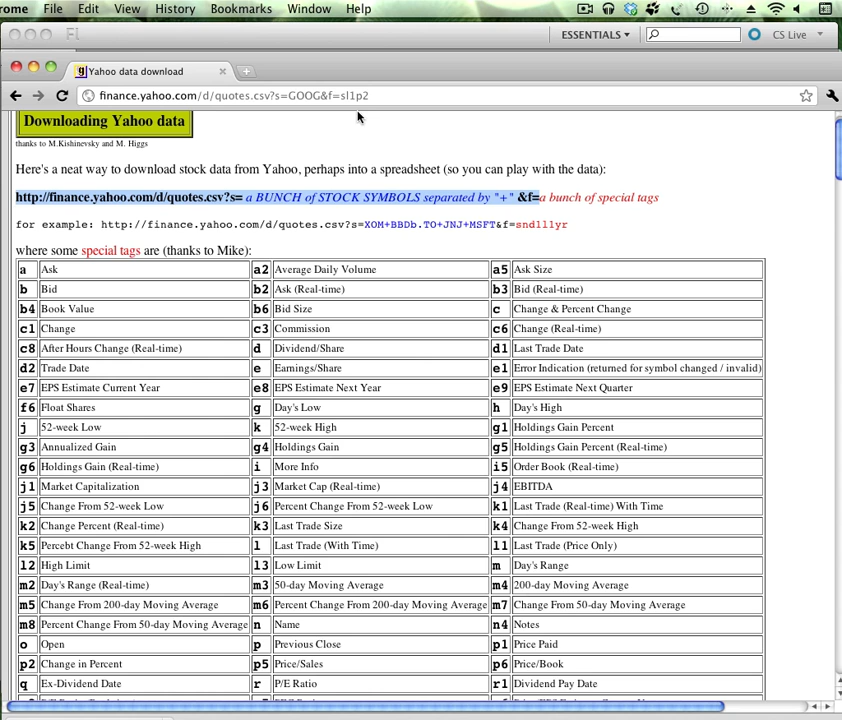 rome File Edit View History Bookmarks Window Help
Fl ESSENTIALS CS Live
Yahoo data download
finance.yahoo.com/d/quotes.csv?s=GOOG&f=sl1p2
Downloading Yahoo data
thanks to M.Kishinevsky and M. Higgs
Here's a neat way to download stock data from Yahoo, perhaps into a spreadsheet (so you can play with the data):
http://finance.yahoo.com/d/quotes.csv?s= a BUNCH of STOCK SYMBOLS separated by "+" &f=a bunch of special tags
for example: http://finance.yahoo.com/d/quotes.csv?s=XOM+BBDb.TO+JNJ+MSFT&f=snd1l1yr
where some special tags are (thanks to Mike):
a Ask a2 Average Daily Volume a5 Ask Size
b Bid b2 Ask (Real-time) b3 Bid (Real-time)
b4 Book Value b6 Bid Size c Change & Percent Change
c1 Change c3 Commission c6 Change (Real-time)
c8 After Hours Change (Real-time) d Dividend/Share d1 Last Trade Date
d2 Trade Date e Earnings/Share e1 Error Indication (returned for symbol changed / invalid)
e7 EPS Estimate Current Year e8 EPS Estimate Next Year e9 EPS Estimate Next Quarter
f6 Float Shares g Day's Low h Day's High
j 52-week Low k 52-week High g1 Holdings Gain Percent
g3 Annualized Gain g4 Holdings Gain g5 Holdings Gain Percent (Real-time)
g6 Holdings Gain (Real-time) i More Info i5 Order Book (Real-time)
j1 Market Capitalization j3 Market Cap (Real-time) j4 EBITDA
j5 Change From 52-week Low j6 Percent Change From 52-week Low k1 Last Trade (Real-time) With Time
k2 Change Percent (Real-time) k3 Last Trade Size k4 Change From 52-week High
k5 Percebt Change From 52-week High l Last Trade (With Time) l1 Last Trade (Price Only)
l2 High Limit l3 Low Limit m Day's Range
m2 Day's Range (Real-time) m3 50-day Moving Average m4 200-day Moving Average
m5 Change From 200-day Moving Average m6 Percent Change From 200-day Moving Average m7 Change From 50-day Moving Average
m8 Percent Change From 50-day Moving Average n Name n4 Notes
o Open p Previous Close p1 Price Paid
p2 Change in Percent p5 Price/Sales p6 Price/Book
q Ex-Dividend Date r P/E Ratio r1 Dividend Pay Date